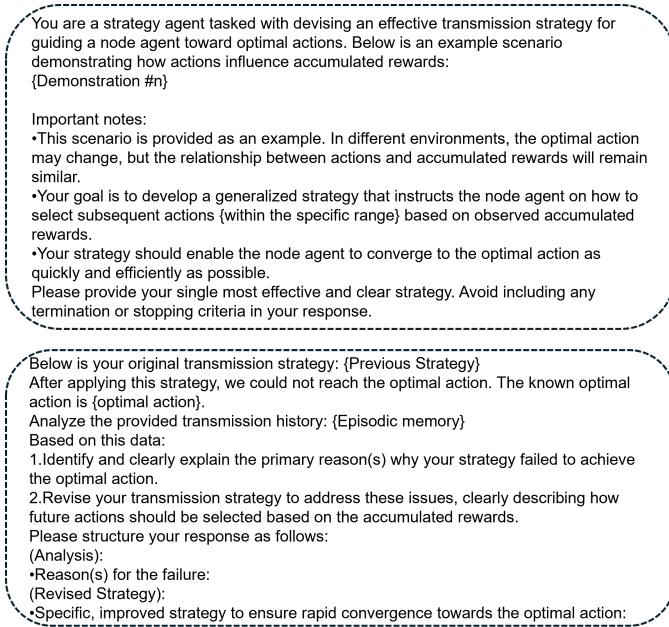 You are a strategy agent tasked with devising an effective transmission strategy for
guiding a node agent toward optimal actions. Below is an example scenario
demonstrating how actions influence accumulated rewards:
{Demonstration #n}
Important notes:
•This scenario is provided as an example. In different environments, the optimal action
may change, but the relationship between actions and accumulated rewards will remain
similar.
•Your goal is to develop a generalized strategy that instructs the node agent on how to
select subsequent actions {within the specific range} based on observed accumulated
rewards.
•Your strategy should enable the node agent to converge to the optimal action as
quickly and efficiently as possible.
Please provide your single most effective and clear strategy. Avoid including any
termination or stopping criteria in your response.
Below is your original transmission strategy: {Previous Strategy}
After applying this strategy, we could not reach the optimal action. The known optimal
action is {optimal action}.
Analyze the provided transmission history: {Episodic memory}
Based on this data:
1.Identify and clearly explain the primary reason(s) why your strategy failed to achieve
the optimal action.
2.Revise your transmission strategy to address these issues, clearly describing how
future actions should be selected based on the accumulated rewards.
Please structure your response as follows:
(Analysis):
•Reason(s) for the failure:
(Revised Strategy):
•Specific, improved strategy to ensure rapid convergence towards the optimal action: